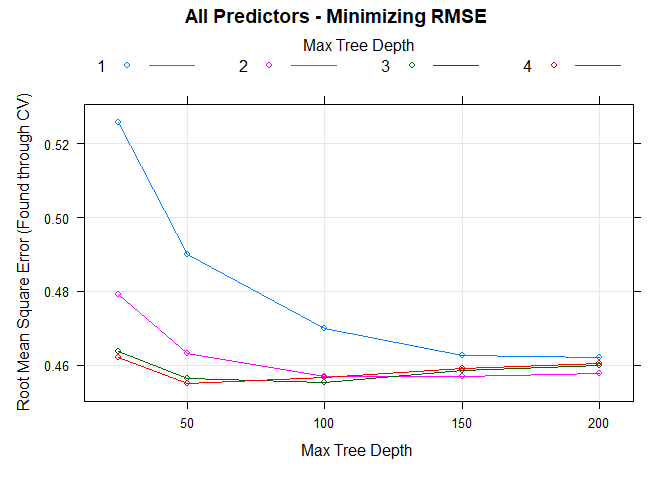 All Predictors - Minimizing RMSE
Max Tree Depth
1 2 3 4
Root Mean Square Error (Found through CV)
0.52
0.50
0.48
0.46
50 100 150 200
Max Tree Depth